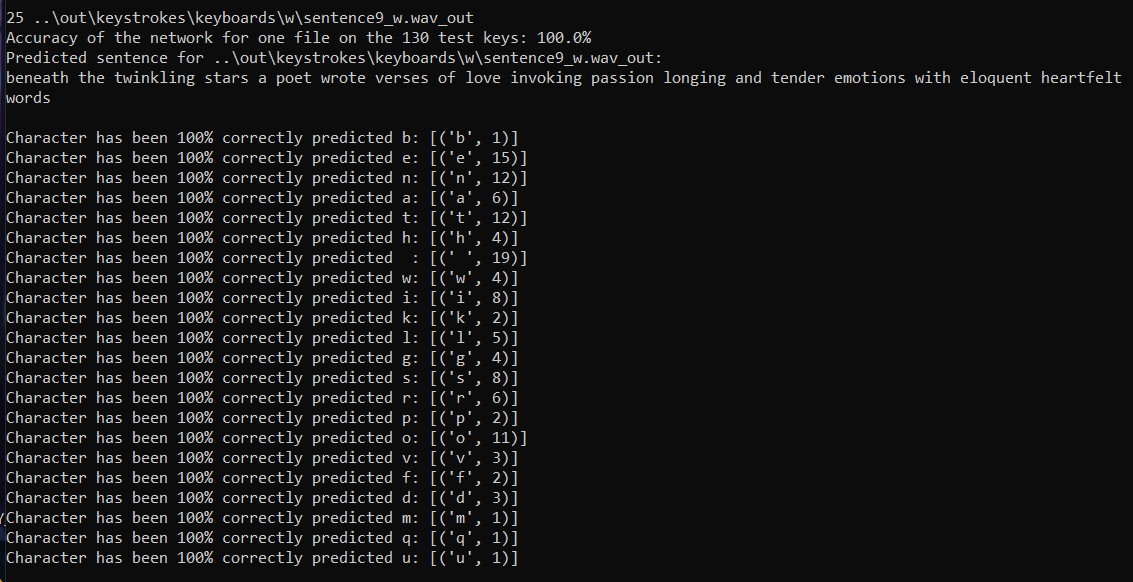 25 ..\out\keystrokes\keyboards\w\sentence9_w.wav_out
Accuracy of the network for one file on the 130 test keys: 100.0%
Predicted sentence for ..\out\keystrokes\keyboards\w\sentence9_w.wav_out:
beneath the twinkling stars a poet wrote verses of love invoking passion longing and tender emotions with eloquent heartfelt
words
Character has been 100% correctly predicted b: [('b', 1)]
Character has been 100% correctly predicted e: [('e', 15)]
Character has been 100% correctly predicted n: [('n', 12)]
Character has been 100% correctly predicted a: [('a', 6)]
Character has been 100% correctly predicted t: [('t', 12)]
Character has been 100% correctly predicted h: [('h', 4)]
Character has been 100% correctly predicted  : [(' ', 19)]
Character has been 100% correctly predicted w: [('w', 4)]
Character has been 100% correctly predicted i: [('i', 8)]
Character has been 100% correctly predicted k: [('k', 2)]
Character has been 100% correctly predicted l: [('l', 5)]
Character has been 100% correctly predicted g: [('g', 4)]
Character has been 100% correctly predicted s: [('s', 8)]
Character has been 100% correctly predicted r: [('r', 6)]
Character has been 100% correctly predicted p: [('p', 2)]
Character has been 100% correctly predicted o: [('o', 11)]
Character has been 100% correctly predicted v: [('v', 3)]
Character has been 100% correctly predicted f: [('f', 2)]
Character has been 100% correctly predicted d: [('d', 3)]
Character has been 100% correctly predicted m: [('m', 1)]
Character has been 100% correctly predicted q: [('q', 1)]
Character has been 100% correctly predicted u: [('u', 1)]